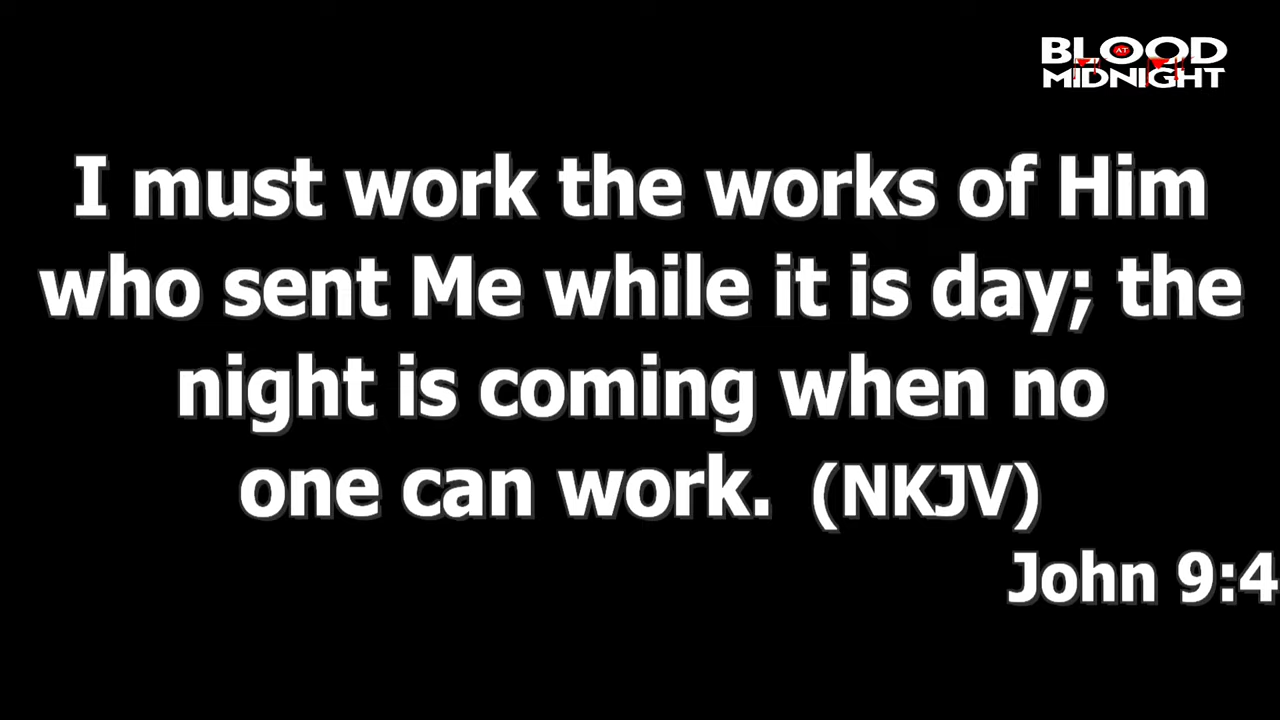 BLOOD
AT
MIDNIGHT
I must work the works of Him
who sent Me while it is day; the
night is coming when no
one can work. (NKJV)
John 9:4